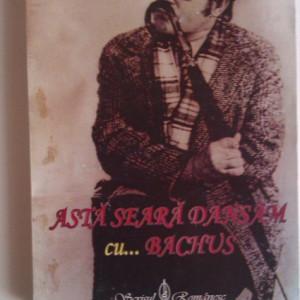 ASTĂ SEARĂ DANSĂM
cu... BACHUS
Scrisul Românesc